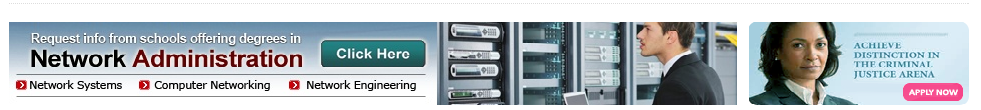 Request info from schools offering degrees in
Network Administration
Click Here
Network Systems
Computer Networking
Network Engineering
ACHIEVE
DISTINCTION IN
THE CRIMINAL
JUSTICE ARENA
APPLY NOW